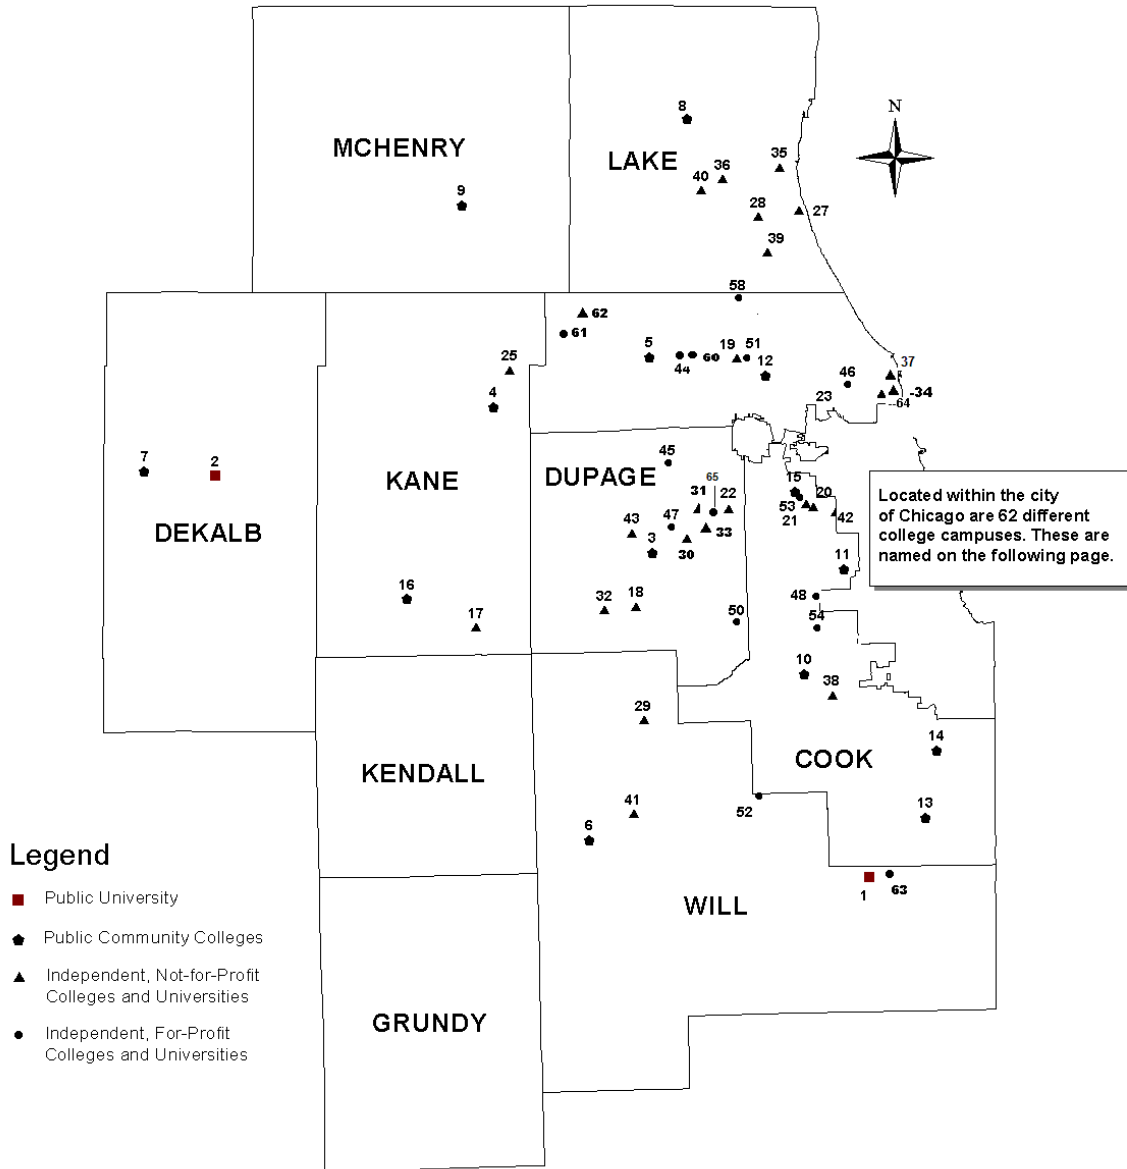 N
8
MCHENRY
LAKE
35
36
40
9
28
27
39
58
62
61
5
19
51
37
25
44
60
12
46
4
23
-34
--64
7
2
45
KANE
DUPAGE
65
15
31
22
20
Located within the city
of Chicago are 62 different
college campuses. These are
named on the following page.
53
21
42
47
43
33
DEKALB
3
30
11
16
32
18
48
17
50
54
10
38
29
14
COOK
KENDALL
41
13
6
52
Legend
1
63
Public University
WILL
Public Community Colleges
Independent, Not-for-Profit
Colleges and Universities
GRUNDY
Independent, For-Profit
Colleges and Universities